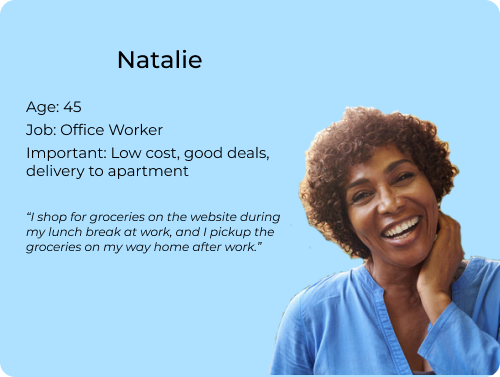 Natalie
Age: 45
Job: Office Worker
Important: Low cost, good deals,
delivery to apartment
“I shop for groceries on the website during
my lunch break at work, and I pickup the
groceries on my way home after work.”